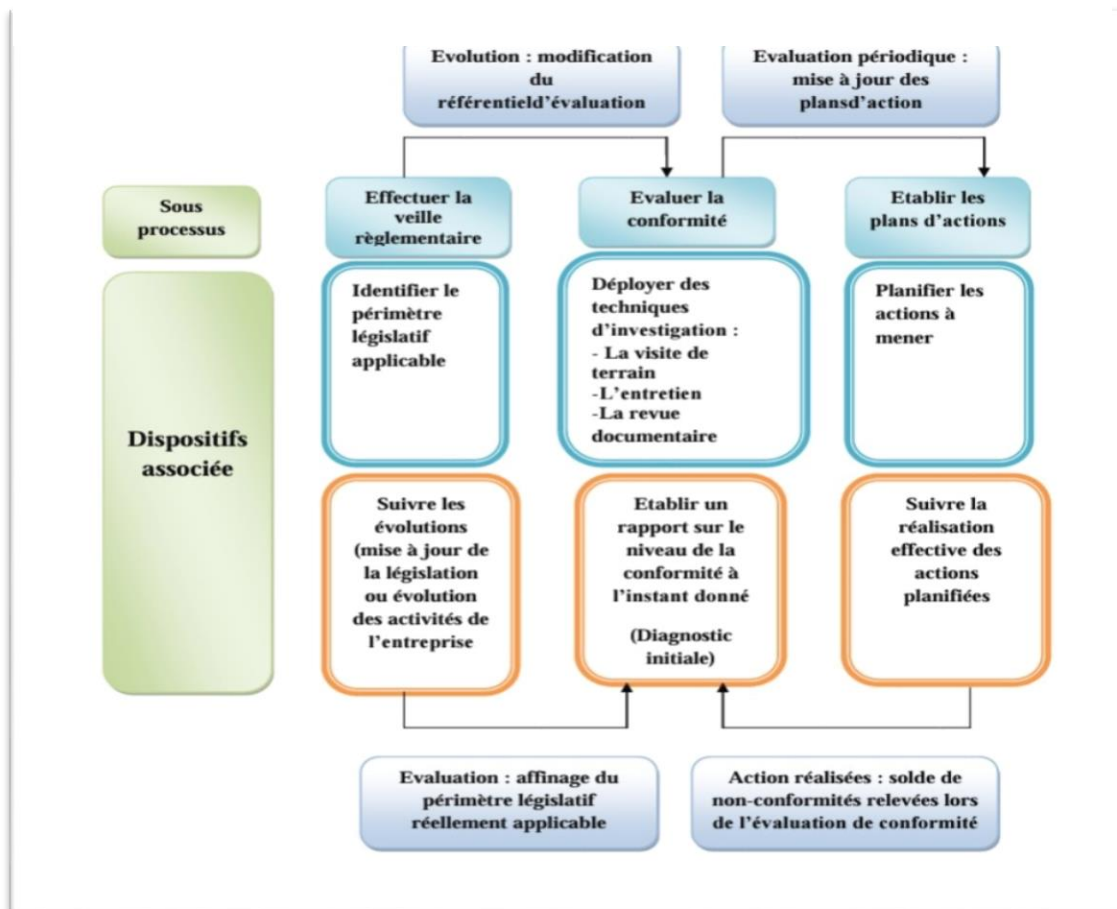 Evolution : modification
du
référentield’évaluation
Evaluation périodique :
mise à jour des
plansd’action
Sous
processus
Effectuer la
veille
règlementaire
Evaluer la
conformité
Etablir les
plans d’actions
Dispositifs
associée
Identifier le
périmètre
législatif
applicable
Déployer des
techniques
d’investigation :
- La visite de
terrain
-L’entretien
-La revue
documentaire
Planifier les
actions à
mener
Suivre les
évolutions
(mise à jour de
la législation
ou évolution
des activités de
l’entreprise
Etablir un
rapport sur le
niveau de la
conformité à
l’instant donné
(Diagnostic
initiale)
Suivre la
réalisation
effective des
actions
planifiées
Evaluation : affinage du
périmètre législatif
réellement applicable
Action réalisées : solde de
non-conformités relevées lors
de l’évaluation de conformité